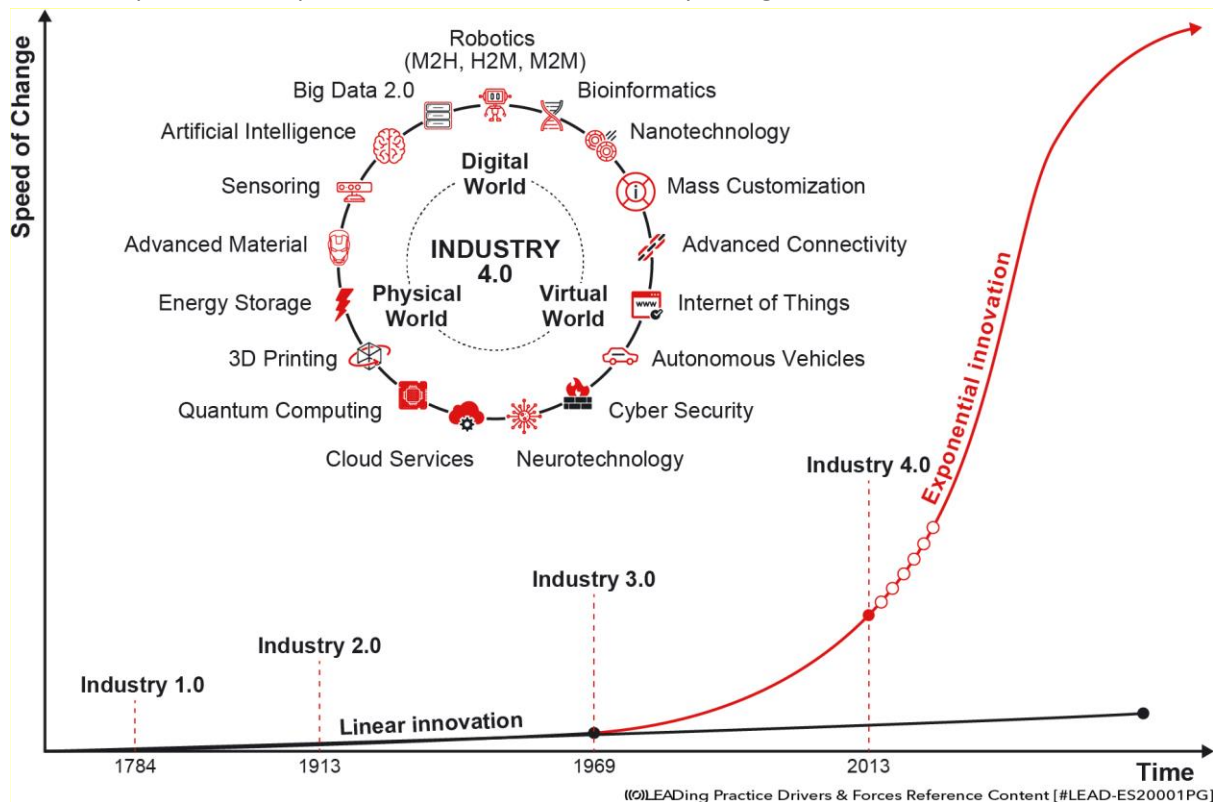 Speed of Change
Robotics
(M2H, H2M, M2M)
Big Data 2.0
Bioinformatics
Artificial Intelligence
Nanotechnology
Sensoring
Mass Customization
Advanced Material
Advanced Connectivity
Energy Storage
Internet of Things
3D Printing
Autonomous Vehicles
Quantum Computing
Cyber Security
Cloud Services
Neurotechnology
Digital
World
INDUSTRY
4.0
Physical
World
Virtual
World
WWW
Exponential innovation
Industry 4.0
Industry 3.0
Industry 2.0
Industry 1.0
Linear innovation
1784
1913
1969
2013
Time
((O))LEADing Practice Drivers & Forces Reference Content [#LEAD-ES20001PG]